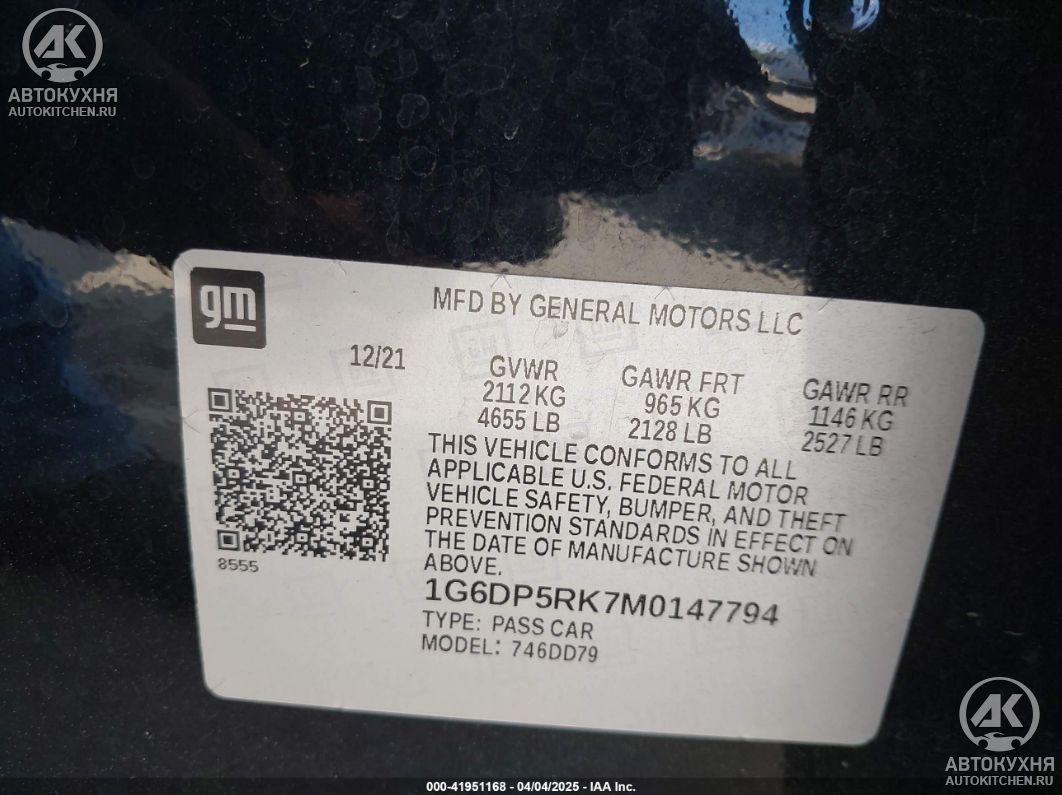 АК
АВТОКУХНЯ
AUTOKITCHEN.RU
gm
MFD BY GENERAL MOTORS LLC
12/21
GVWR
2112 KG
4655 LB
GAWR FRT
965 KG
2128 LB
GAWR RR
1146 KG
2527 LB
THIS VEHICLE CONFORMS TO ALL
APPLICABLE U.S. FEDERAL MOTOR
VEHICLE SAFETY, BUMPER, AND THEFT
PREVENTION STANDARDS IN EFFECT ON
THE DATE OF MANUFACTURE SHOWN
ABOVE.
8555
1G6DP5RK7M0147794
TYPE: PASS CAR
MODEL: 746DD79
АК
АВТОКУХНЯ
AUTOKITCHEN.RU
000-41951168 - 04/04/2025 - IAA Inc.